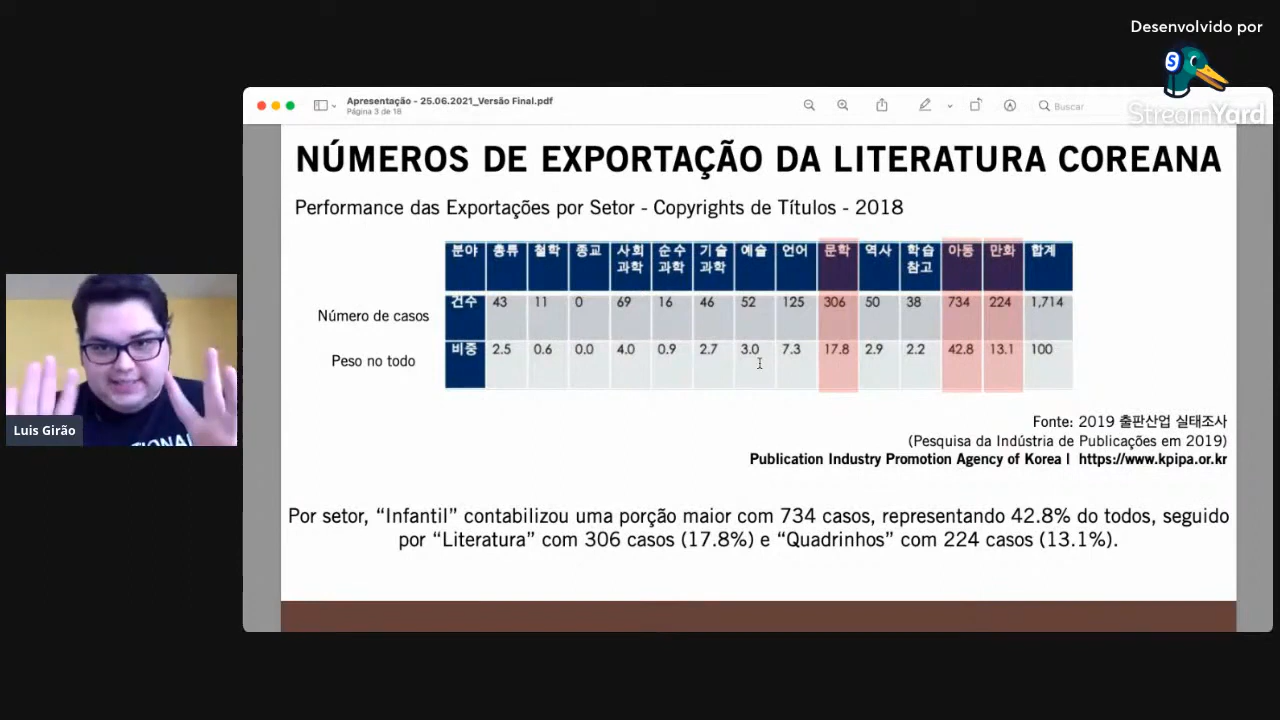 Desenvolvido por
S
StreamYard
Apresentação - 25.06.2021_Versão Final.pdf
Página 3 de 18
Buscar
NÚMEROS DE EXPORTAÇÃO DA LITERATURA COREANA
Performance das Exportações por Setor - Copyrights de Títulos - 2018
분야 총류 철학 종교 사회과학 순수과학 기술과학 예술 언어 문학 역사 학습참고 아동 만화 합계
Número de casos 건수 43 11 0 69 16 46 52 125 306 50 38 734 224 1,714
Peso no todo 비중 2.5 0.6 0.0 4.0 0.9 2.7 3.0 7.3 17.8 2.9 2.2 42.8 13.1 100
Fonte: 2019 출판산업 실태조사
(Pesquisa da Indústria de Publicações em 2019)
Publication Industry Promotion Agency of Korea | https://www.kpipa.or.kr
Por setor, “Infantil” contabilizou uma porção maior com 734 casos, representando 42.8% do todos, seguido
por “Literatura” com 306 casos (17.8%) e “Quadrinhos” com 224 casos (13.1%).
Luis Girão